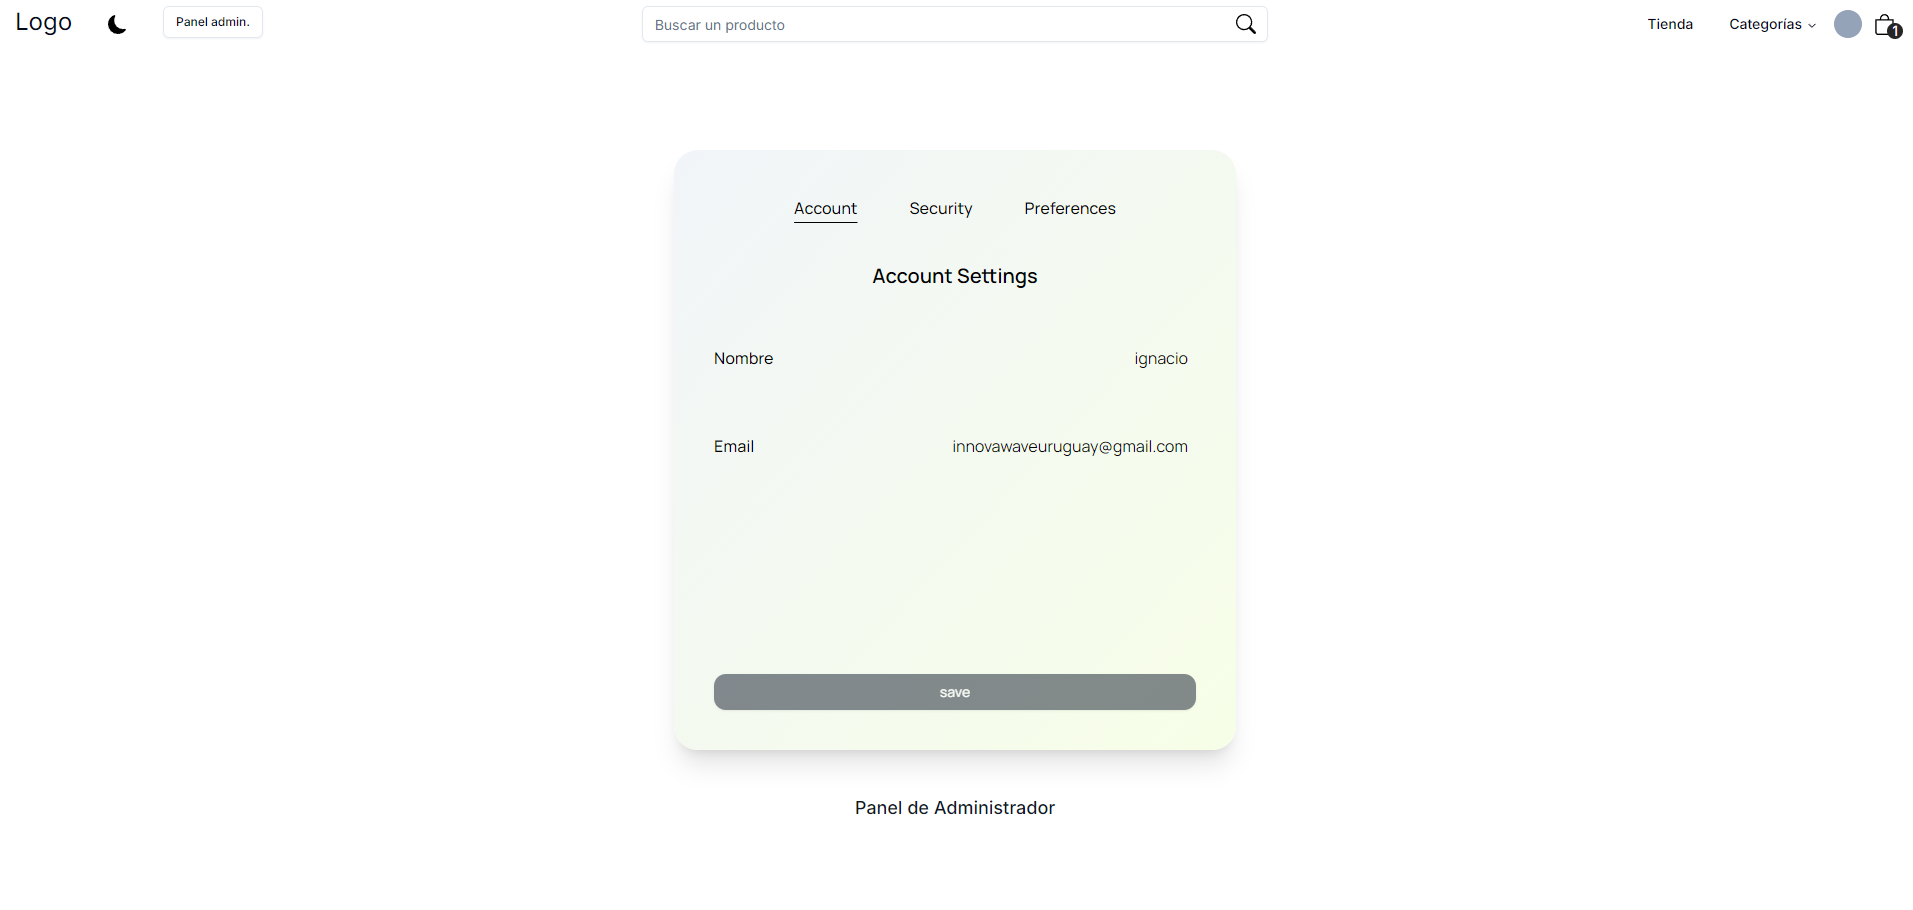 Logo
Panel admin.
Buscar un producto
Tienda
Categorías
1
Account
Security
Preferences
Account Settings
Nombre
ignacio
Email
innovawaveuruguay@gmail.com
save
Panel de Administrador